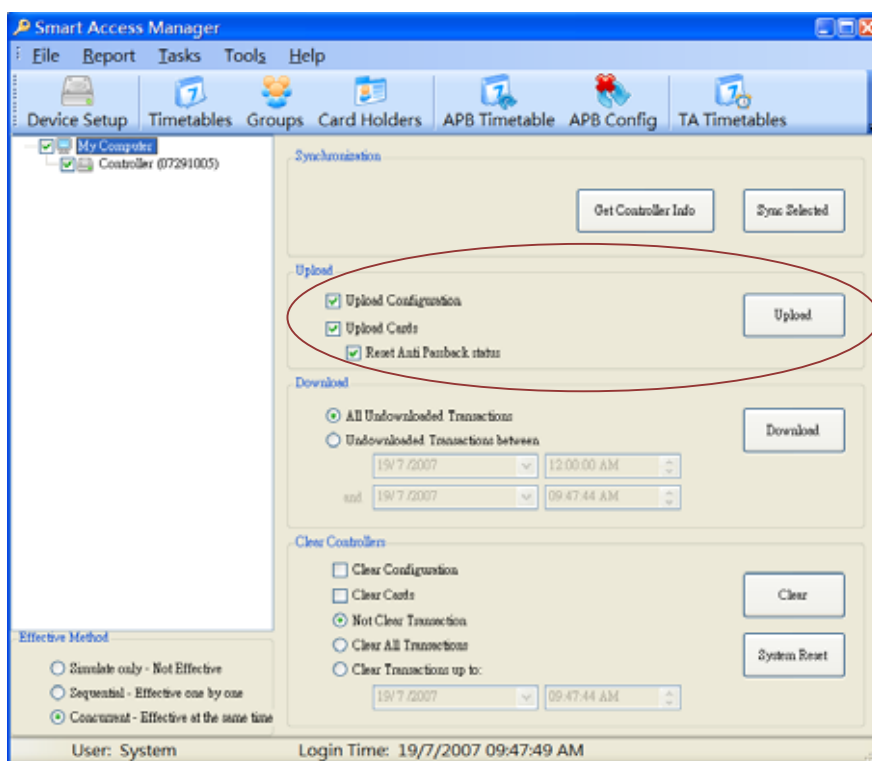 Smart Access Manager
File Report Tasks Tools Help
Device Setup Timetables Groups Card Holders APB Timetable APB Config TA Timetables
My Computer
Controller (07291005)
Synchronization
Get Controller Info Sync Selected
Upload
Upload Configuration
Upload Cards
Reset Anti Passback status
Upload
Download
All Undownloaded Transactions
Undownloaded Transactions between
19/ 7 /2007 12:00:00 AM
and 19/ 7 /2007 09:47:44 AM
Download
Clear Controllers
Clear Configuration
Clear Cards
Not Clear Transaction
Clear All Transactions
Clear Transactions up to:
19/ 7 /2007 09:47:44 AM
Clear
System Reset
Effective Method
Simulate only - Not Effective
Sequential - Effective one by one
Concurrent - Effective at the same time
User: System Login Time: 19/7/2007 09:47:49 AM